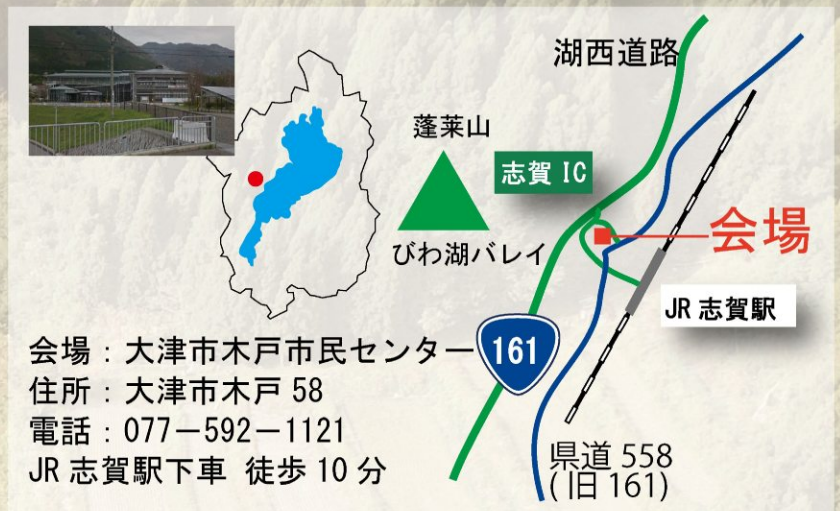 湖西道路
蓬莱山
志賀 IC
びわ湖バレイ
会場
JR 志賀駅
161
県道 558
( 旧 161)
会場：大津市木戸市民センター
住所：大津市木戸 58
電話：077－592－1121
JR 志賀駅下車 徒歩 10 分